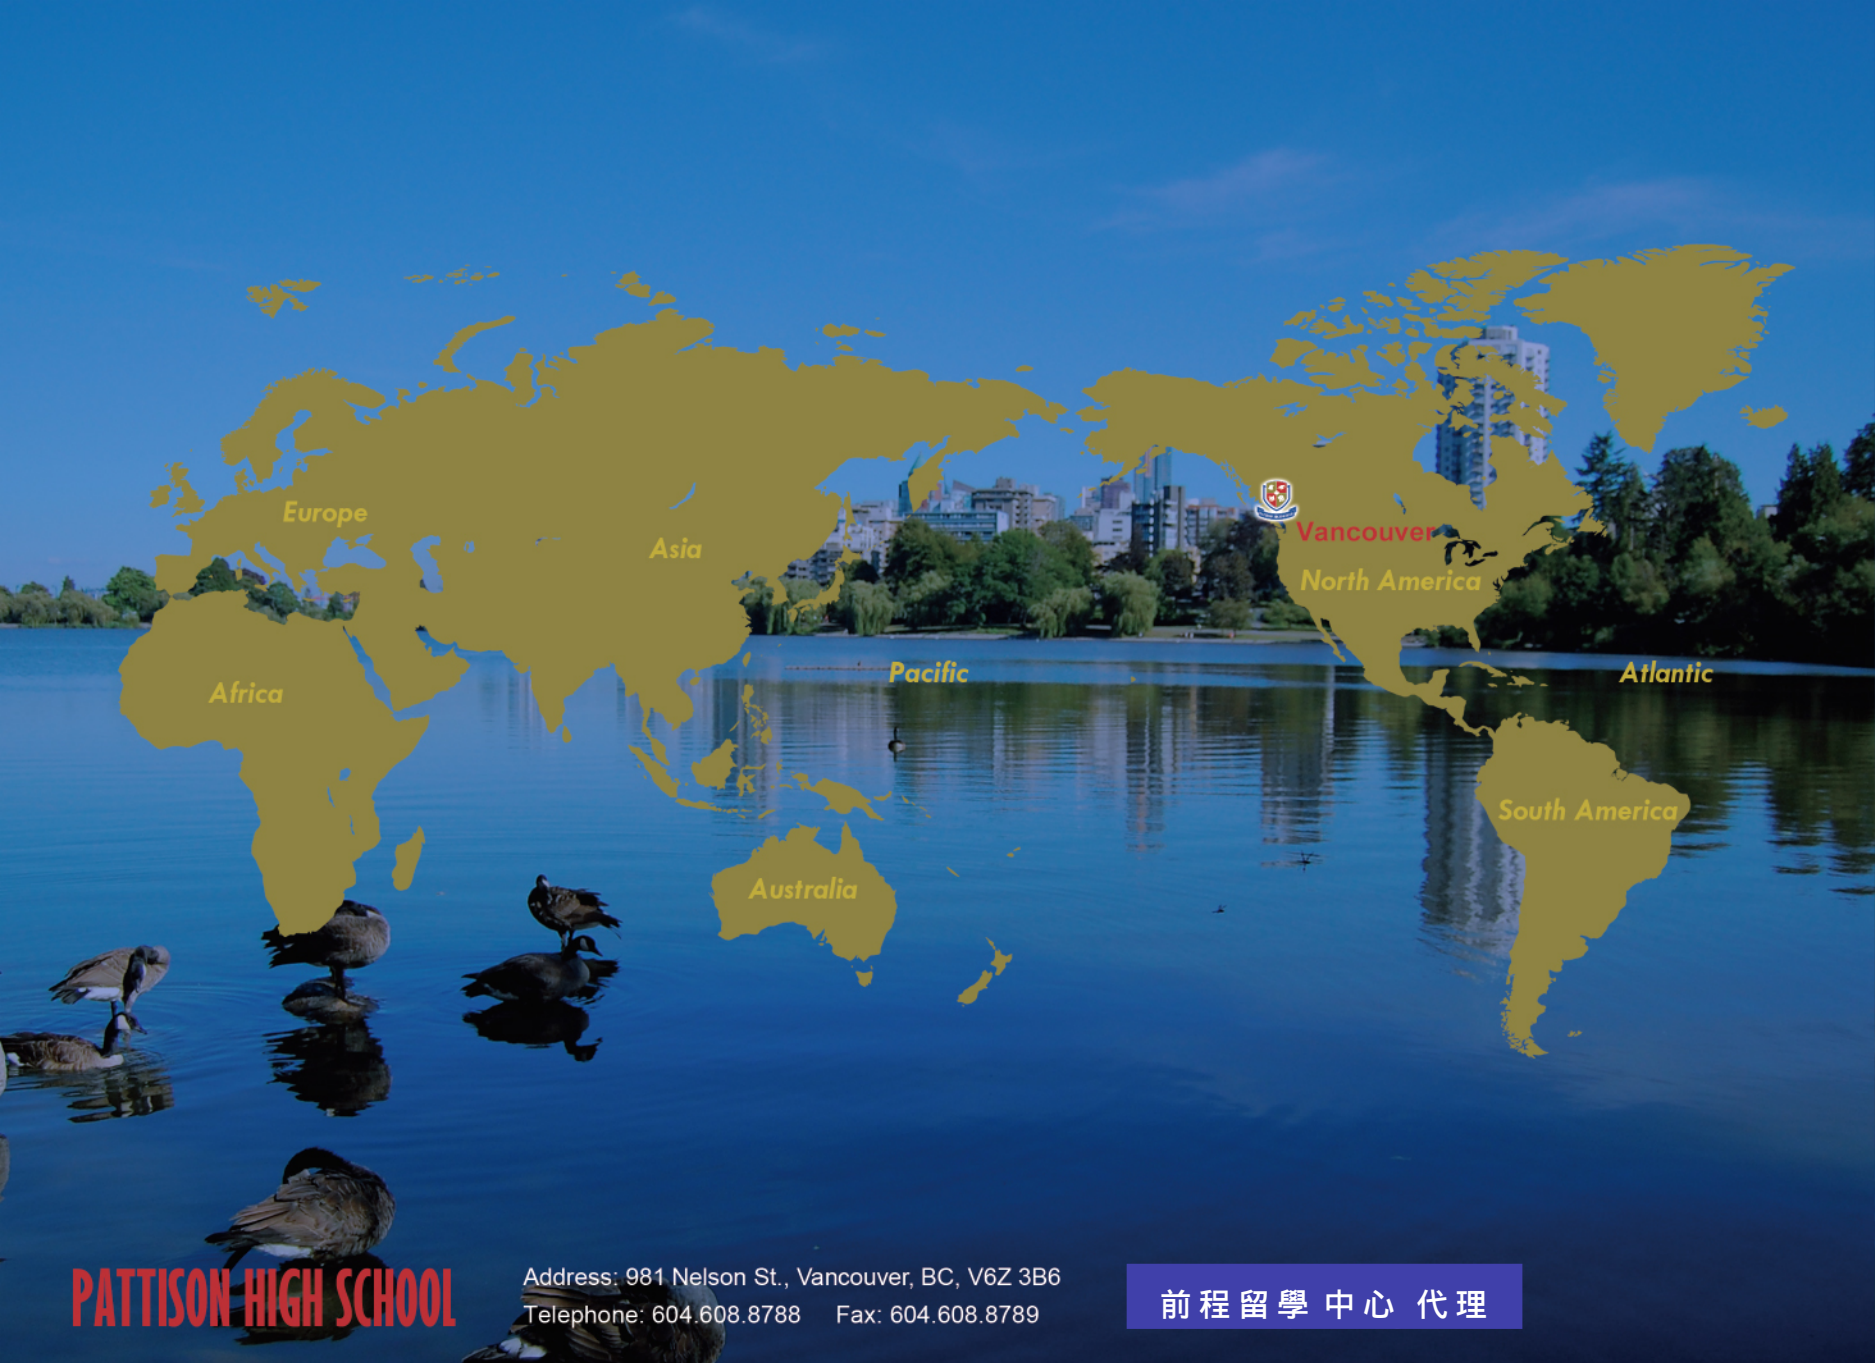 Europe
Asia
Vancouver
North America
Africa
Pacific
Atlantic
South America
Australia
PATTISON HIGH SCHOOL
Address: 981 Nelson St., Vancouver, BC, V6Z 3B6
Telephone: 604.608.8788 Fax: 604.608.8789
前程留學 中心 代理